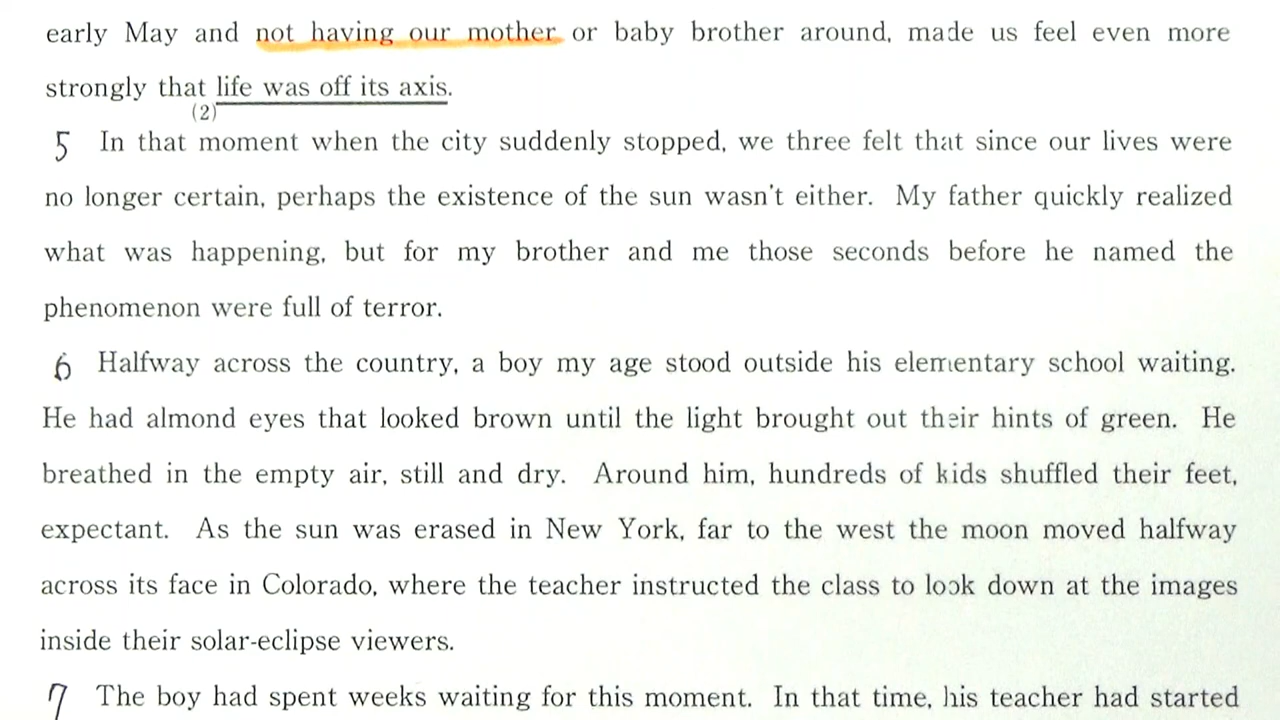 early May and not having our mother or baby brother around, made us feel even more
strongly that life was off its axis.
(2)
5 In that moment when the city suddenly stopped, we three felt that since our lives were
no longer certain, perhaps the existence of the sun wasn't either. My father quickly realized
what was happening, but for my brother and me those seconds before he named the
phenomenon were full of terror.
6 Halfway across the country, a boy my age stood outside his elementary school waiting.
He had almond eyes that looked brown until the light brought out their hints of green. He
breathed in the empty air, still and dry. Around him, hundreds of kids shuffled their feet,
expectant. As the sun was erased in New York, far to the west the moon moved halfway
across its face in Colorado, where the teacher instructed the class to look down at the images
inside their solar-eclipse viewers.
7 The boy had spent weeks waiting for this moment. In that time, his teacher had started